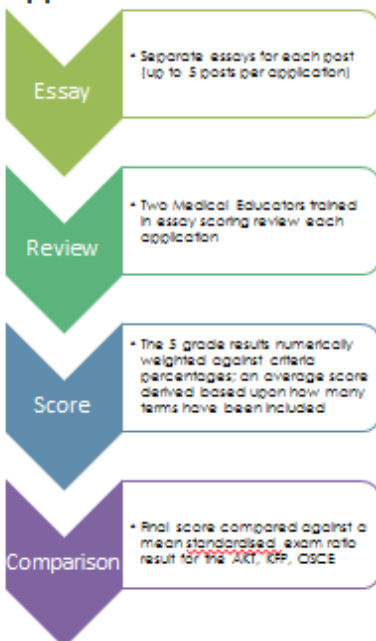 Essay
• Separate essays for each post
(up to 5 posts per application)
Review
• Two Medical Educators trained
in essay scoring review each
application
Score
• The 5 grade results numerically
weighted against criteria
percentages; an average score
derived based upon how many
terms have been included
Comparison
• Final score compared against a
mean standardised exam ratio
result for the AKT, KFP, OSCE